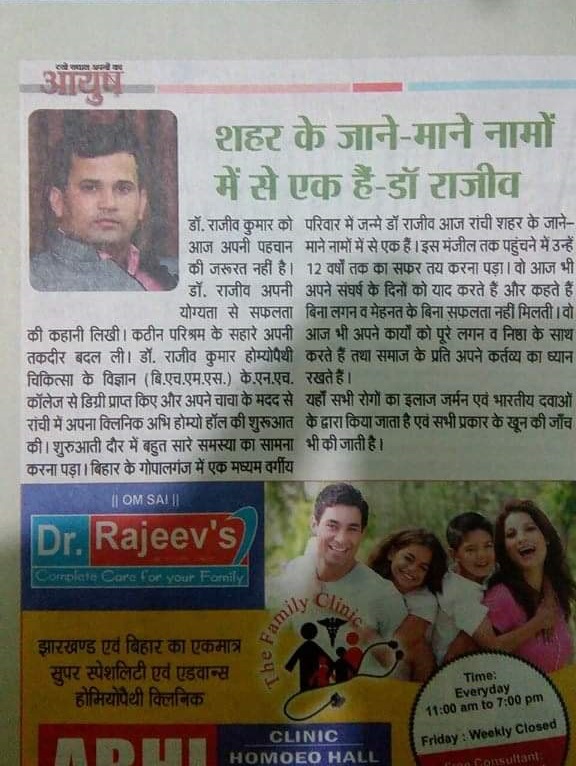 रखे ख्याल अपनों का
आयुष
शहर के जाने-माने नामों
में से एक हैं-डॉ राजीव
डॉ. राजीव कुमार को
आज अपनी पहचान
की जरूरत नहीं है।
डॉ. राजीव अपनी
योग्यता से सफलता
की कहानी लिखी। कठीन परिश्रम के सहारे अपनी
तकदीर बदल ली। डॉ. राजीव कुमार होम्योपैथी
चिकित्सा के विज्ञान (बि.एच.एम.एस.) के.एन.एच.
कॉलेज से डिग्री प्राप्त किए और अपने चाचा के मदद से
रांची में अपना क्लिनिक अभि होम्यो हॉल की शुरूआत
की। शुरुआती दौर में बहुत सारे समस्या का सामना
करना पड़ा। बिहार के गोपालगंज में एक मध्यम वर्गीय
परिवार में जन्मे डॉ राजीव आज रांची शहर के जाने-
माने नामों में से एक है। इस मंजील तक पहुंचने में उन्हें
12 वर्षो तक का सफर तय करना पड़ा। वो आज भी
अपने संघर्ष के दिनों को याद करते हैं और कहते हैं
बिना लगन व मेहनत के बिना सफलता नहीं मिलती। वो
आज भी अपने कार्यों को पूरे लगन व निष्ठा के साथ
करते हैं तथा समाज के प्रति अपने कर्तव्य का ध्यान
रखते हैं।
यहाँ सभी रोगों का इलाज जर्मन एवं भारतीय दवाओं
के द्वारा किया जाता है एवं सभी प्रकार के खून की जाँच
भी की जाती है।
|| OM SAI ||
Dr. Rajeev's
Complete Care for your Family
The Family Clinic
झारखण्ड एवं बिहार का एकमात्र
सुपर स्पेशलिटी एवं एडवान्स
होमियोपैथी क्लिनिक
Time:
Everyday
11:00 am to 7:00 pm
Friday : Weekly Closed
Free Consultant:
ABHI
CLINIC
HOMOEO HALL